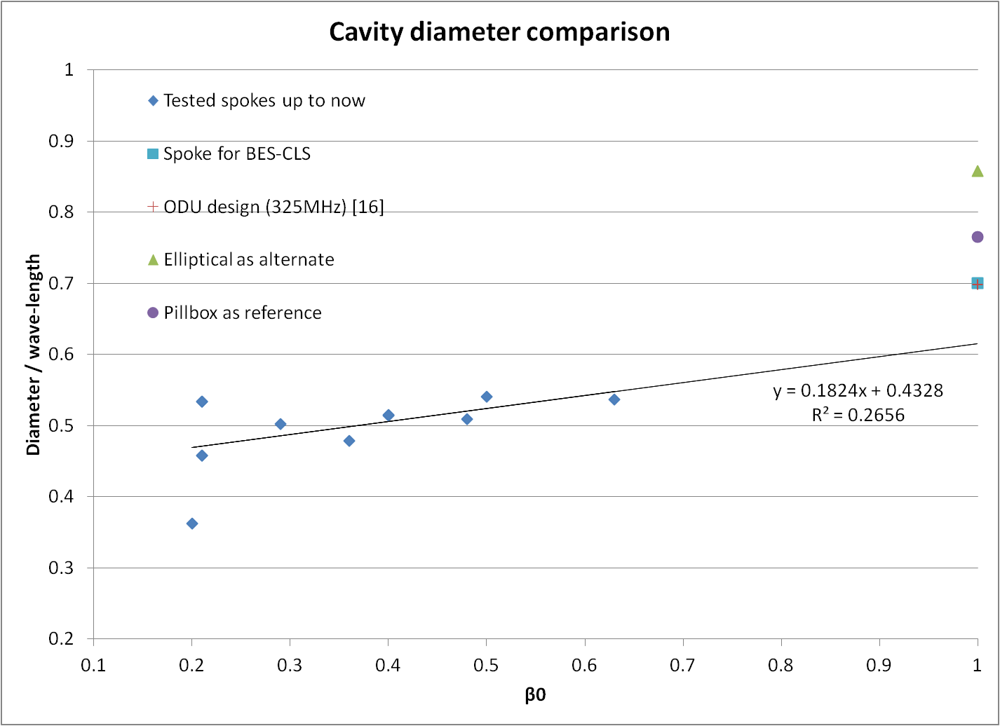 Cavity diameter comparison
1
0.9
0.8
0.7
0.6
0.5
0.4
0.3
0.2
Diameter / wave-length
Tested spokes up to now
Spoke for BES-CLS
ODU design (325MHz) [16]
Elliptical as alternate
Pillbox as reference
y = 0.1824x + 0.4328
R² = 0.2656
0.1 0.2 0.3 0.4 0.5 0.6 0.7 0.8 0.9 1
β0